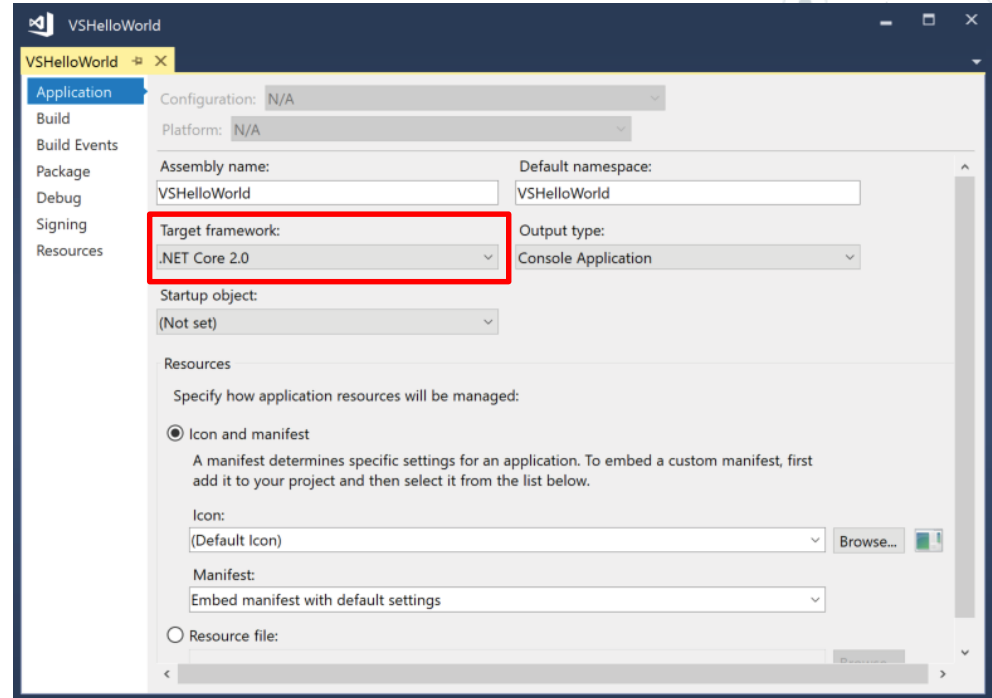 VSHelloWorld
VSHelloWorld
Application
Build
Build Events
Package
Debug
Signing
Resources
Configuration: N/A
Platform: N/A
Assembly name:
VSHelloWorld
Default namespace:
VSHelloWorld
Target framework:
.NET Core 2.0
Output type:
Console Application
Startup object:
(Not set)
Resources
Specify how application resources will be managed:
Icon and manifest
A manifest determines specific settings for an application. To embed a custom manifest, first
add it to your project and then select it from the list below.
Icon:
(Default Icon)
Browse...
Manifest:
Embed manifest with default settings
Resource file: